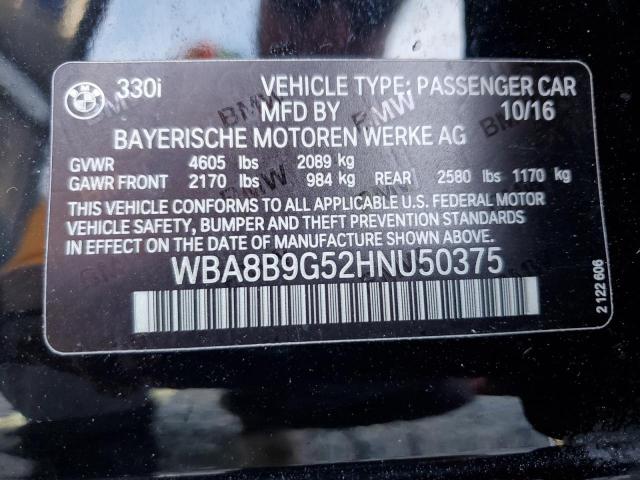 BMW 330i VEHICLE TYPE: PASSENGER CAR
MFD BY 10/16
BAYERISCHE MOTOREN WERKE AG
GVWR 4605 lbs 2089 kg
GAWR FRONT 2170 lbs 984 kg REAR 2580 lbs 1170 kg
THIS VEHICLE CONFORMS TO ALL APPLICABLE U.S. FEDERAL MOTOR
VEHICLE SAFETY, BUMPER AND THEFT PREVENTION STANDARDS
IN EFFECT ON THE DATE OF MANUFACTURE SHOWN ABOVE.
WBA8B9G52HNU50375
2 122 606